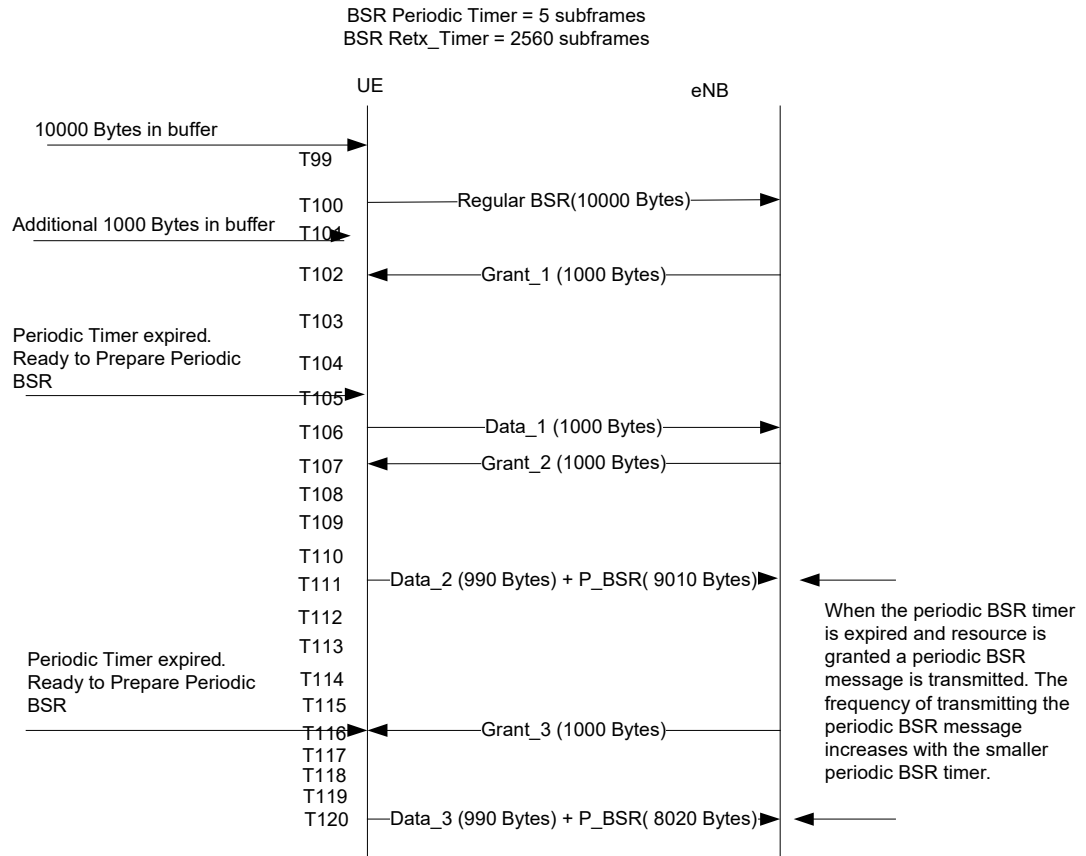 BSR Periodic Timer = 5 subframes
BSR Retx_Timer = 2560 subframes
UE
eNB
10000 Bytes in buffer
T99
T100
Regular BSR(10000 Bytes)
Additional 1000 Bytes in buffer
T101
T102
Grant_1 (1000 Bytes)
T103
Periodic Timer expired.
Ready to Prepare Periodic
BSR
T104
T105
T106
Data_1 (1000 Bytes)
T107
Grant_2 (1000 Bytes)
T108
T109
T110
T111
Data_2 (990 Bytes) + P_BSR( 9010 Bytes)
When the periodic BSR timer
is expired and resource is
granted a periodic BSR
message is transmitted. The
frequency of transmitting the
periodic BSR message
increases with the smaller
periodic BSR timer.
T112
T113
Periodic Timer expired.
Ready to Prepare Periodic
BSR
T114
T115
T116
Grant_3 (1000 Bytes)
T117
T118
T119
T120
Data_3 (990 Bytes) + P_BSR( 8020 Bytes)